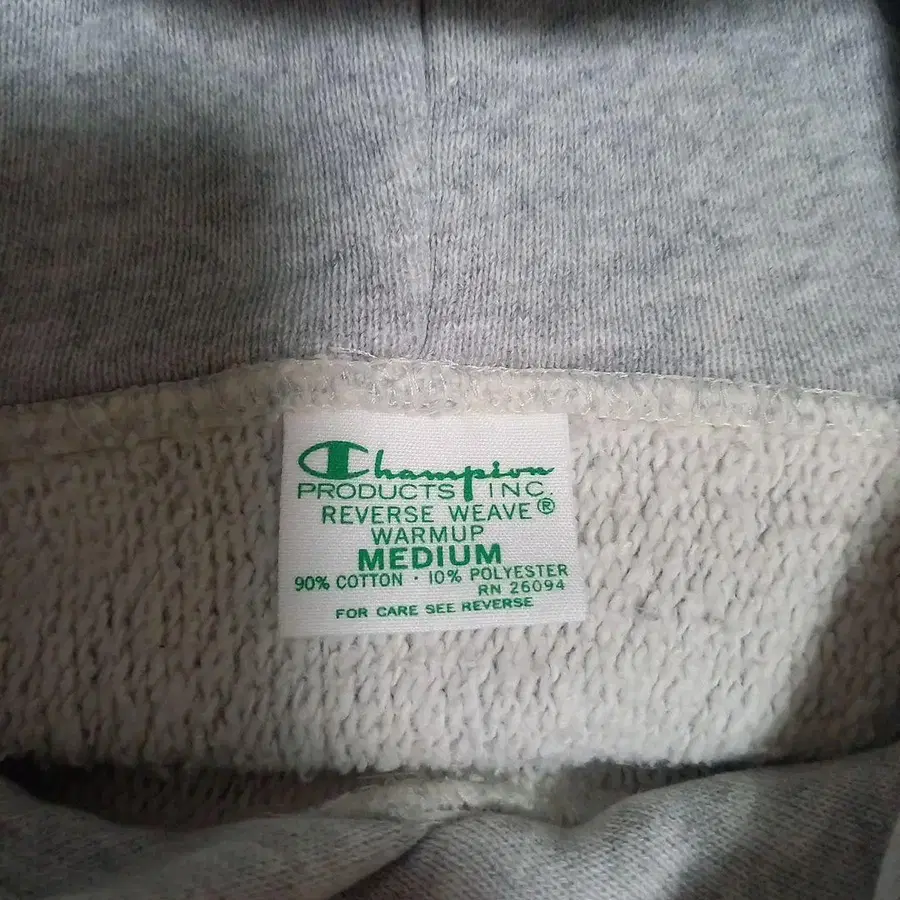 Champion
PRODUCTS INC.
REVERSE WEAVE®
WARMUP
MEDIUM
90% COTTON · 10% POLYESTER
RN 26094
FOR CARE SEE REVERSE